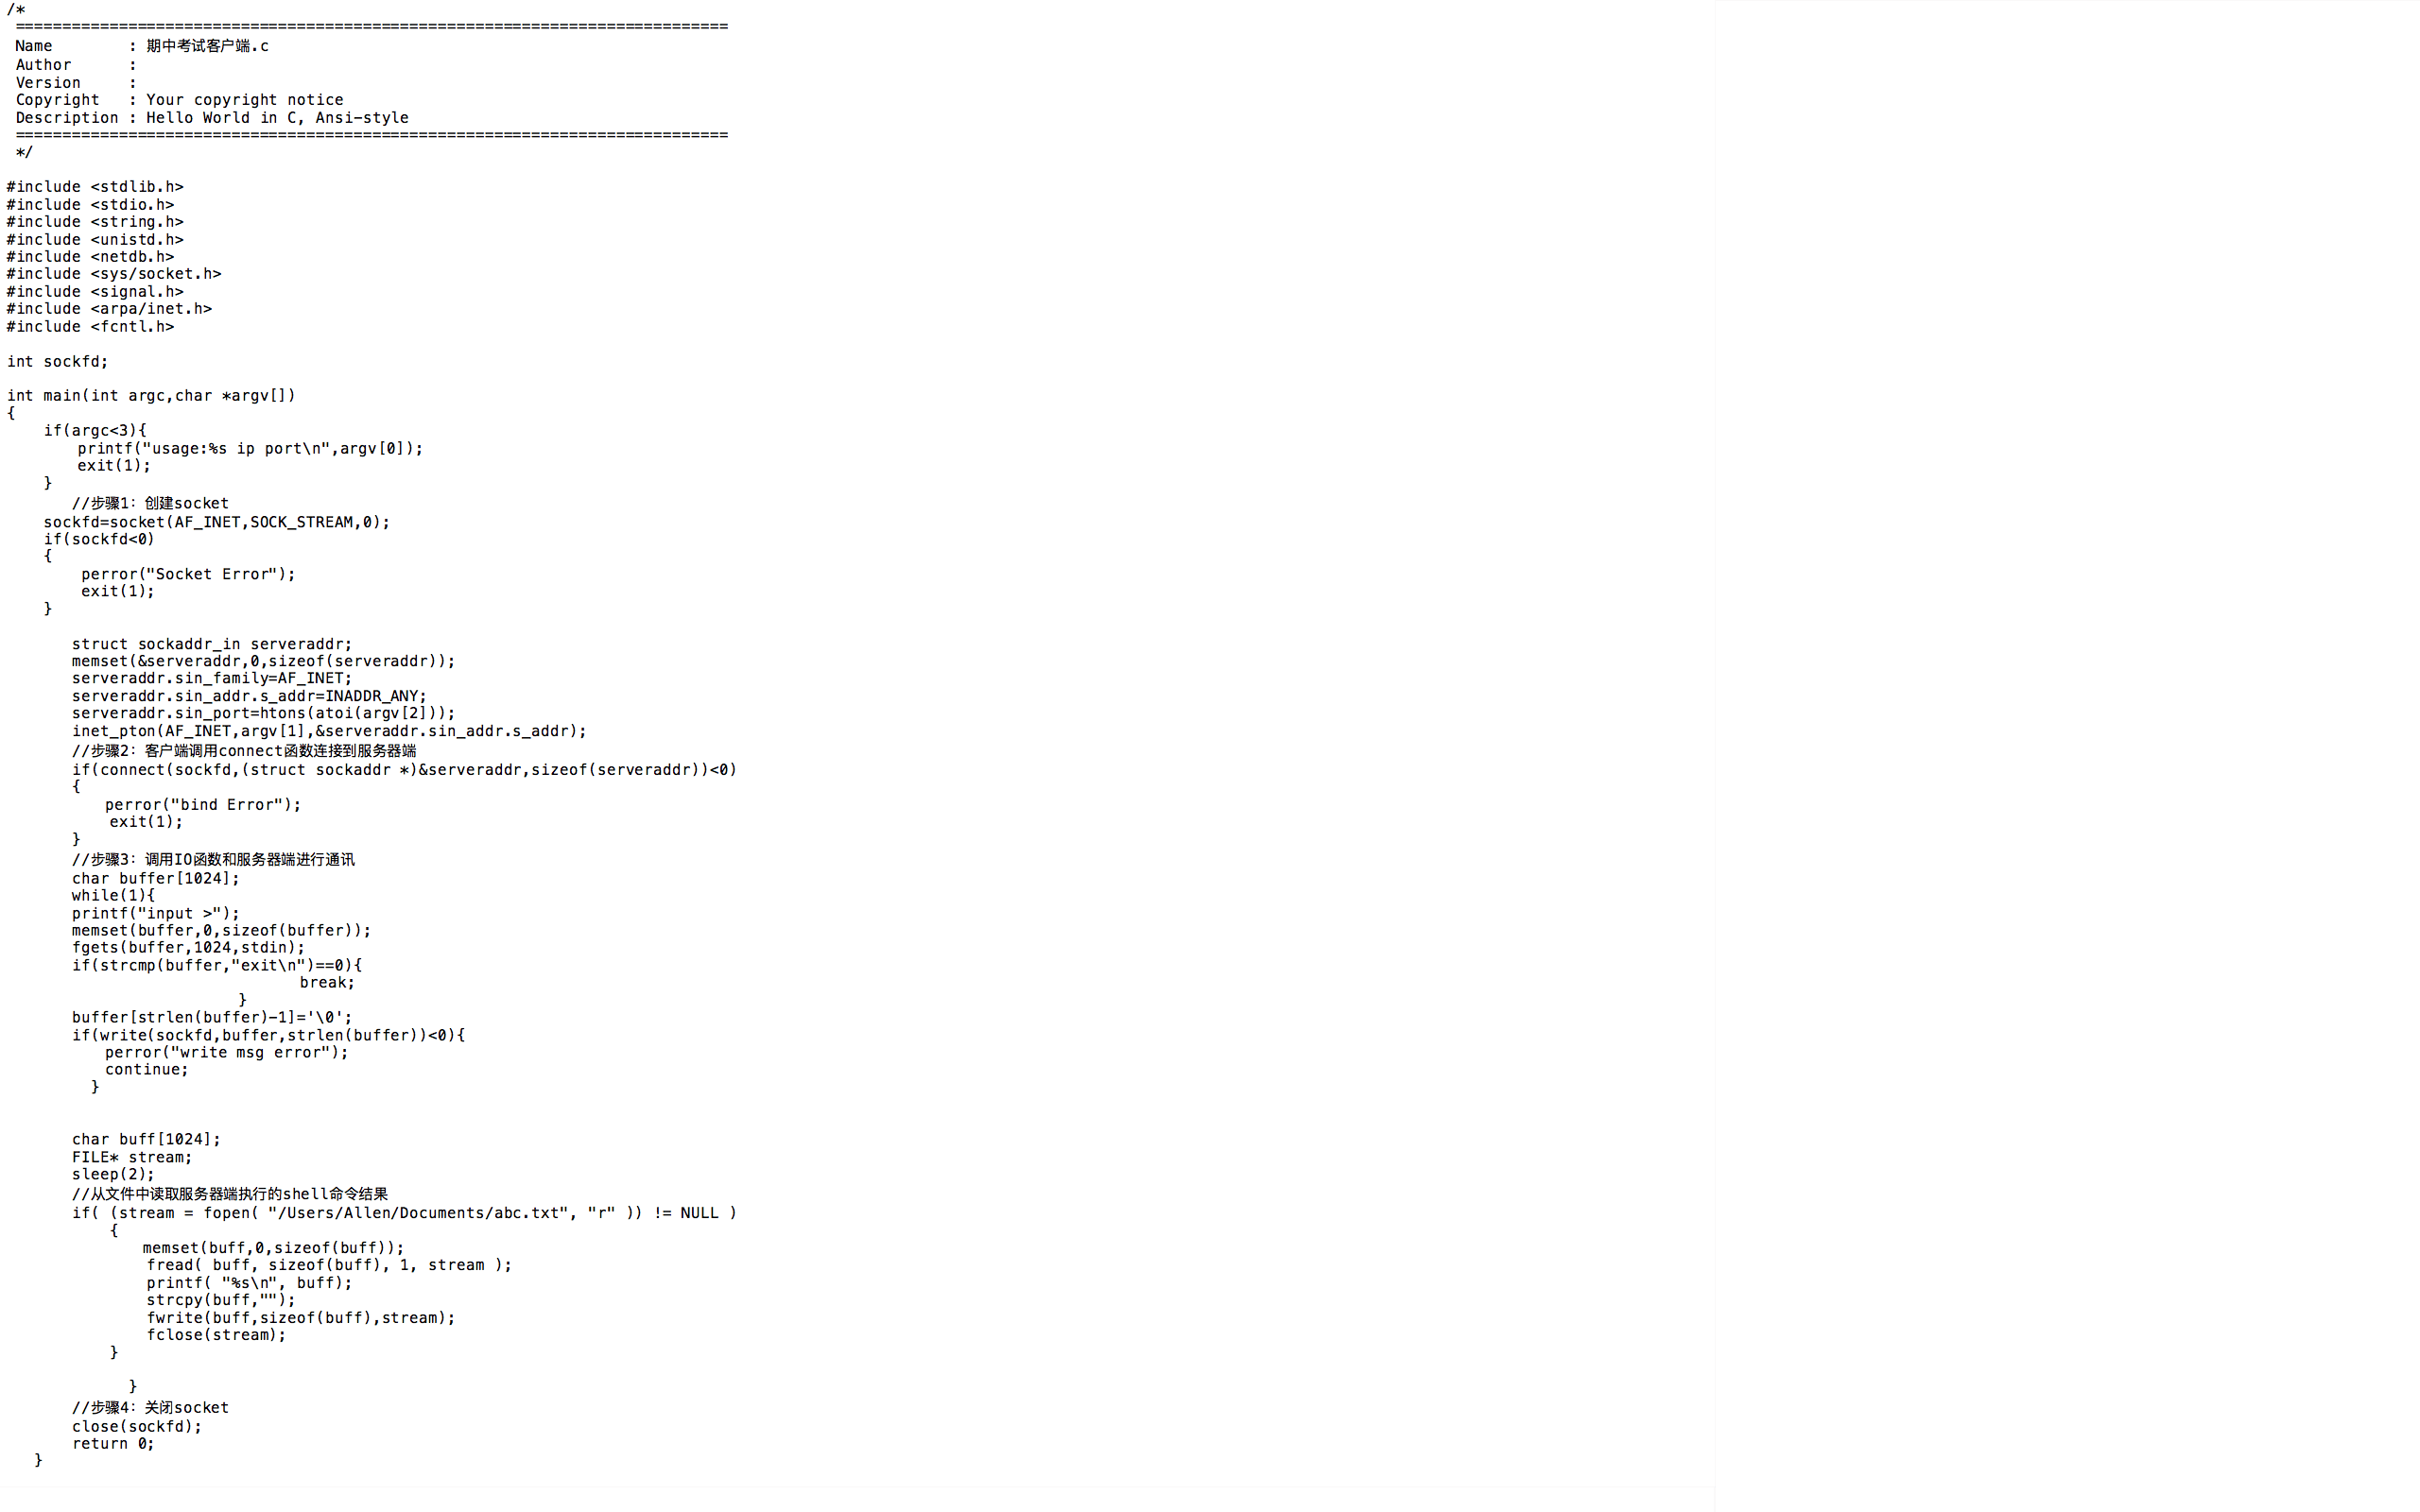 /*
 ============================================================================
 Name        : 期中考试客户端.c
 Author      :
 Version     :
 Copyright   : Your copyright notice
 Description : Hello World in C, Ansi-style
 ============================================================================
 */

#include <stdlib.h>
#include <stdio.h>
#include <string.h>
#include <unistd.h>
#include <netdb.h>
#include <sys/socket.h>
#include <signal.h>
#include <arpa/inet.h>
#include <fcntl.h>

int sockfd;

int main(int argc,char *argv[])
{
    if(argc<3){
        printf("usage:%s ip port\n",argv[0]);
        exit(1);
    }
       //步骤1：创建socket
    sockfd=socket(AF_INET,SOCK_STREAM,0);
    if(sockfd<0)
    {
        perror("Socket Error");
        exit(1);
    }

       struct sockaddr_in serveraddr;
       memset(&serveraddr,0,sizeof(serveraddr));
       serveraddr.sin_family=AF_INET;
       serveraddr.sin_addr.s_addr=INADDR_ANY;
       serveraddr.sin_port=htons(atoi(argv[2]));
       inet_pton(AF_INET,argv[1],&serveraddr.sin_addr.s_addr);
       //步骤2：客户端调用connect函数连接到服务器端
       if(connect(sockfd,(struct sockaddr *)&serveraddr,sizeof(serveraddr))<0)
       {
           perror("bind Error");
           exit(1);
       }
       //步骤3：调用IO函数和服务器端进行通讯
       char buffer[1024];
       while(1){
       printf("input >");
       memset(buffer,0,sizeof(buffer));
       fgets(buffer,1024,stdin);
       if(strcmp(buffer,"exit\n")==0){
                               break;
                         }
       buffer[strlen(buffer)-1]='\0';
       if(write(sockfd,buffer,strlen(buffer))<0){
           perror("write msg error");
           continue;
         }

       char buff[1024];
       FILE* stream;
       sleep(2);
       //从文件中读取服务器端执行的shell命令结果
       if( (stream = fopen( "/Users/Allen/Documents/abc.txt", "r" )) != NULL )
           {
               memset(buff,0,sizeof(buff));
               fread( buff, sizeof(buff), 1, stream );
               printf( "%s\n", buff);
               strcpy(buff,"");
               fwrite(buff,sizeof(buff),stream);
               fclose(stream);
           }

             }
       //步骤4：关闭socket
       close(sockfd);
       return 0;
   }